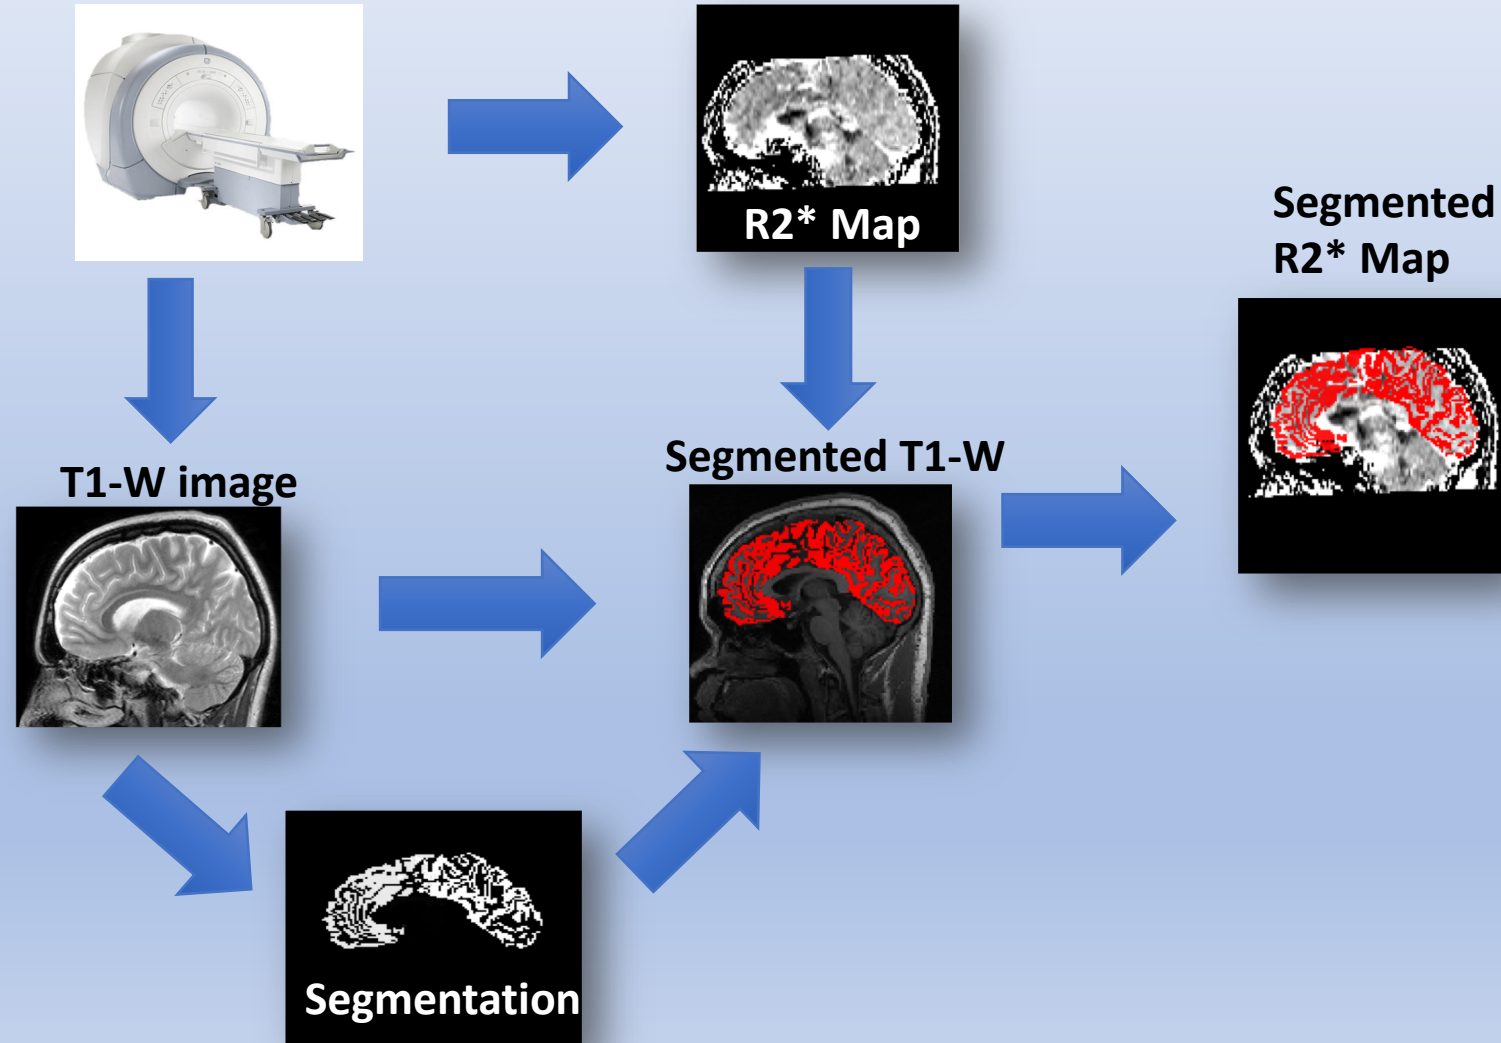 R2* Map
Segmented
R2* Map
T1-W image
Segmented T1-W
Segmentation